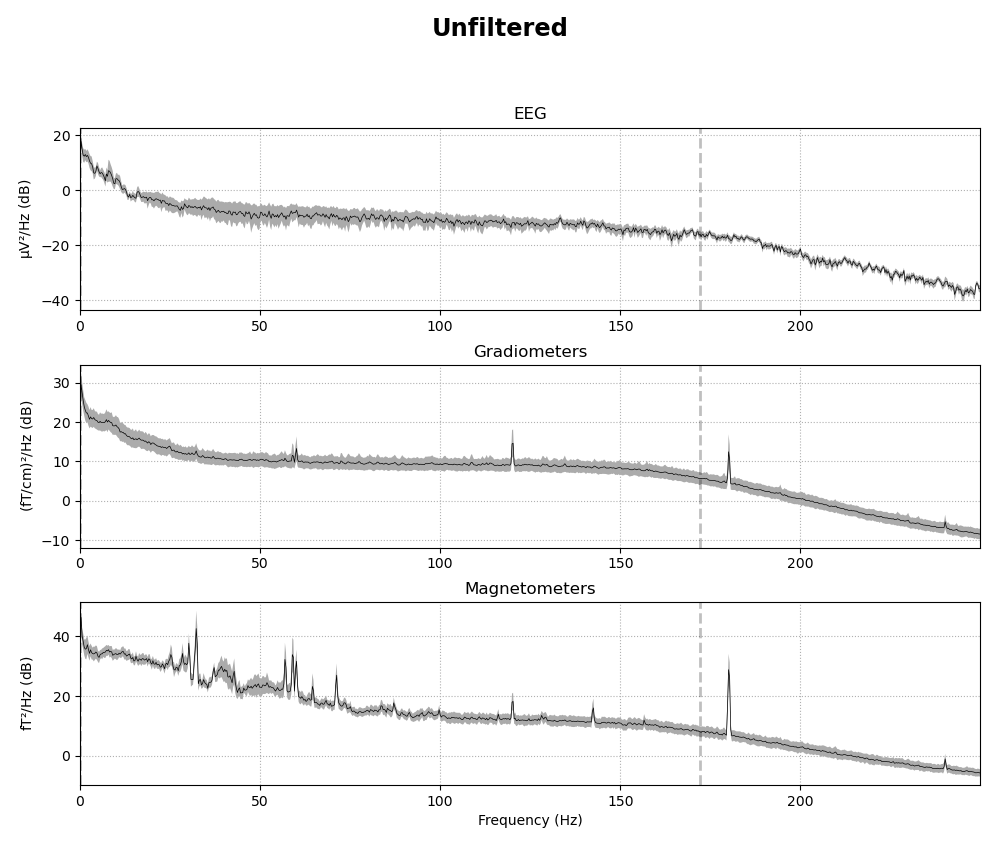 Unfiltered
EEG
µV²/Hz (dB)
20
0
−20
−40
0 50 100 150 200
Gradiometers
(fT/cm)²/Hz (dB)
30
20
10
0
−10
0 50 100 150 200
Magnetometers
fT²/Hz (dB)
40
20
0
0 50 100 150 200
Frequency (Hz)